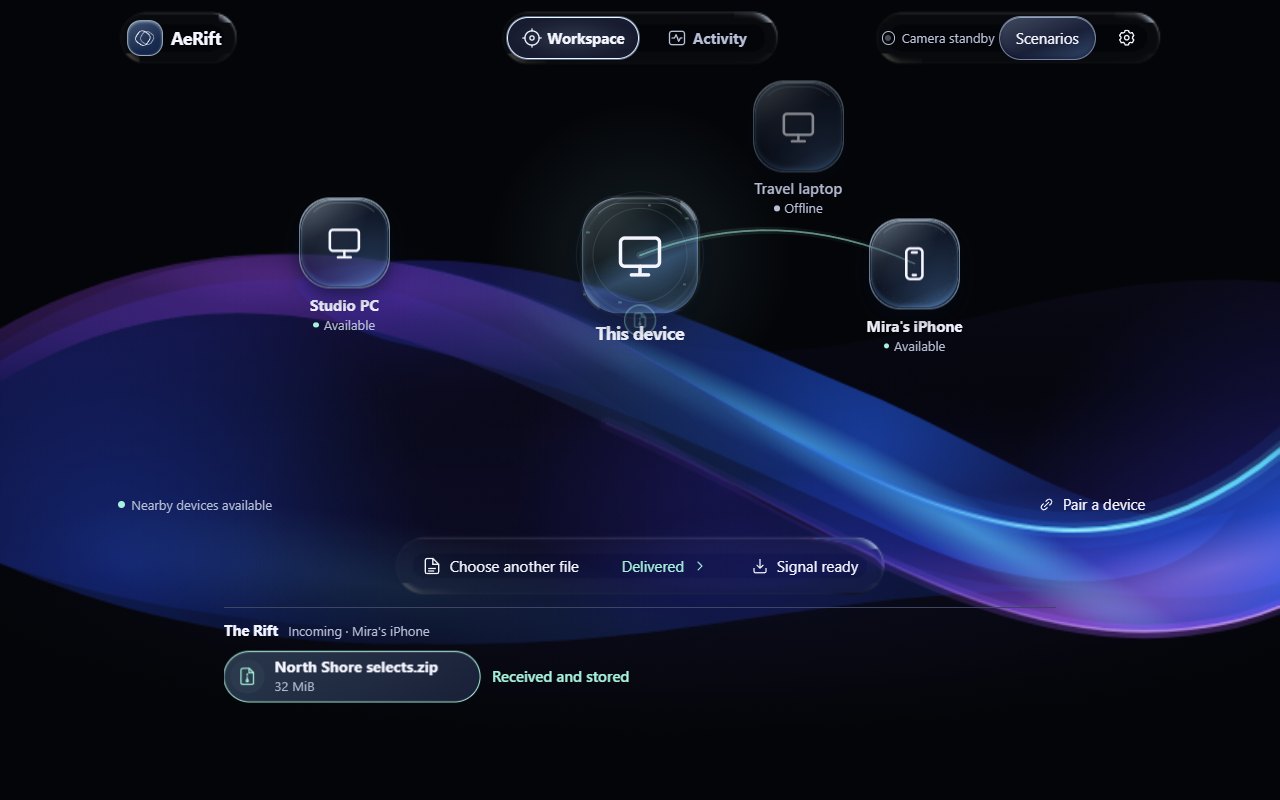 AeRift
Workspace
Activity
Camera standby
Scenarios
Travel laptop
Offline
Studio PC
Available
This device
Mira's iPhone
Available
Nearby devices available
Pair a device
Choose another file
Delivered
Signal ready
The Rift Incoming · Mira's iPhone
North Shore selects.zip
32 MiB
Received and stored